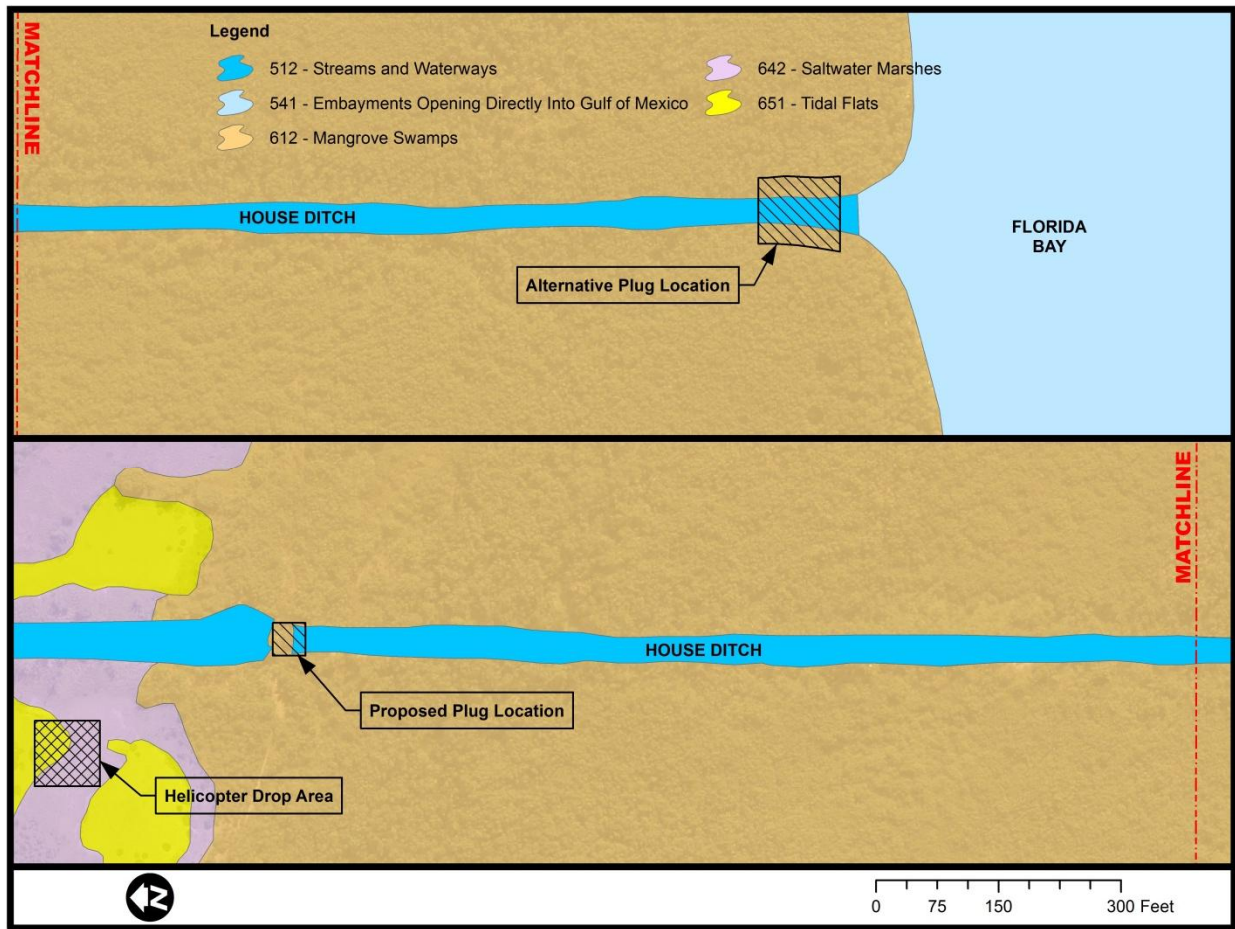 Legend
512 - Streams and Waterways
541 - Embayments Opening Directly Into Gulf of Mexico
612 - Mangrove Swamps
642 - Saltwater Marshes
651 - Tidal Flats
MATCHLINE
HOUSE DITCH
Alternative Plug Location
FLORIDA
BAY
MATCHLINE
HOUSE DITCH
Proposed Plug Location
Helicopter Drop Area
N
0 75 150 300 Feet